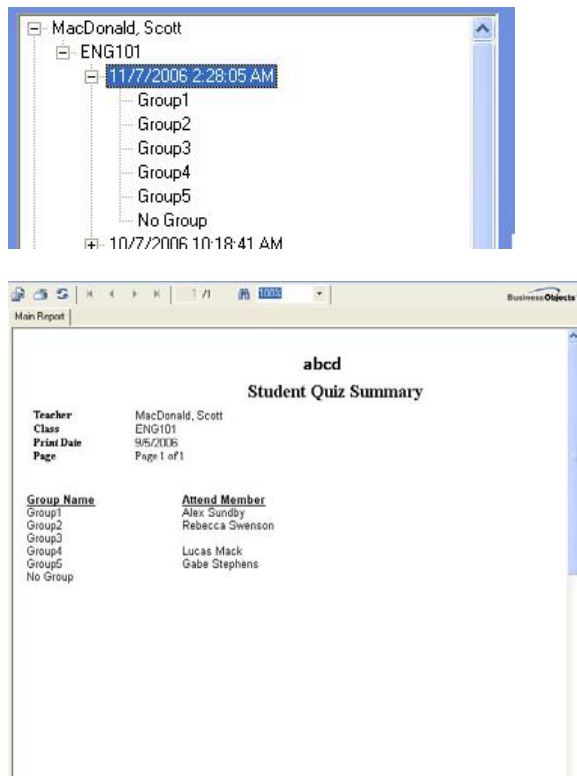 MacDonald, Scott
ENG101
11/7/2006 2:28:05 AM
Group1
Group2
Group3
Group4
Group5
No Group
10/7/2006 10:18:41 AM
1 /1 100%
BusinessObjects
Main Report
abcd
Student Quiz Summary
Teacher MacDonald, Scott
Class ENG101
Print Date 9/5/2006
Page Page 1 of 1
Group Name Attend Member
Group1 Alex Sundby
Group2 Rebecca Swenson
Group3
Group4 Lucas Mack
Group5 Gabe Stephens
No Group